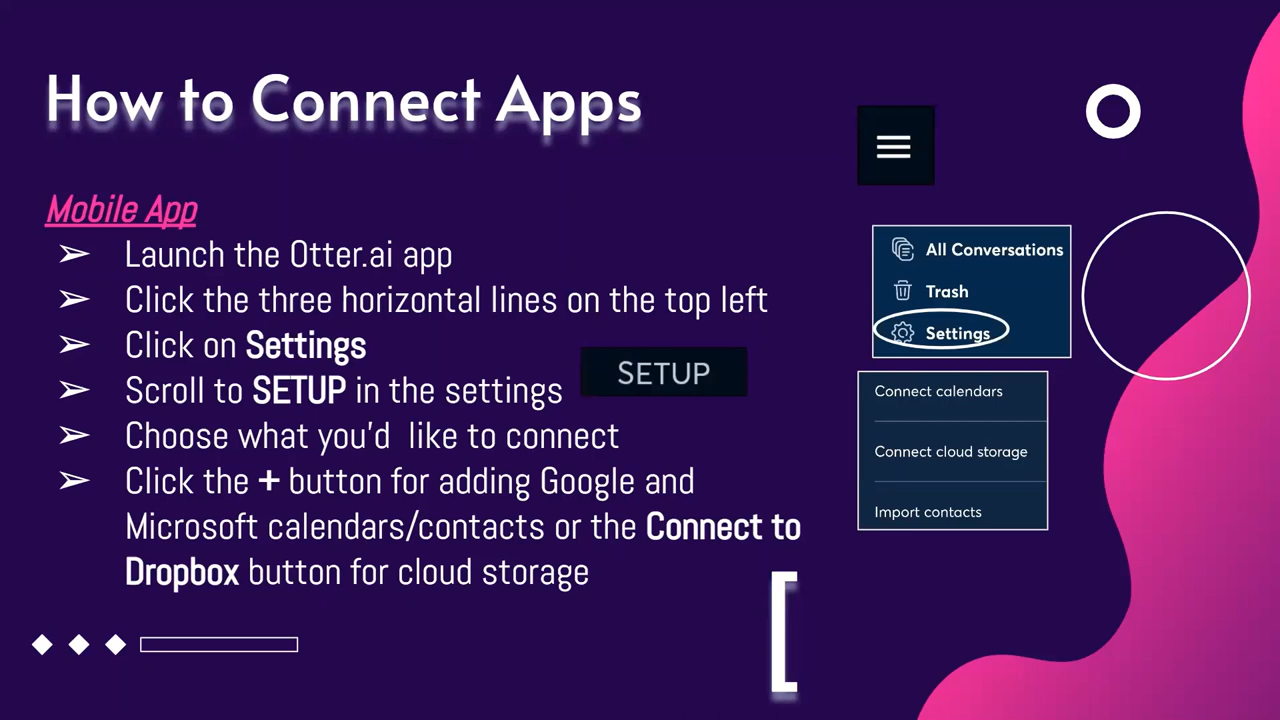 How to Connect Apps
Mobile App
➢ Launch the Otter.ai app
➢ Click the three horizontal lines on the top left
➢ Click on Settings
➢ Scroll to SETUP in the settings
➢ Choose what you'd like to connect
➢ Click the + button for adding Google and
Microsoft calendars/contacts or the Connect to
Dropbox button for cloud storage
SETUP
All Conversations
Trash
Settings
Connect calendars
Connect cloud storage
Import contacts
[